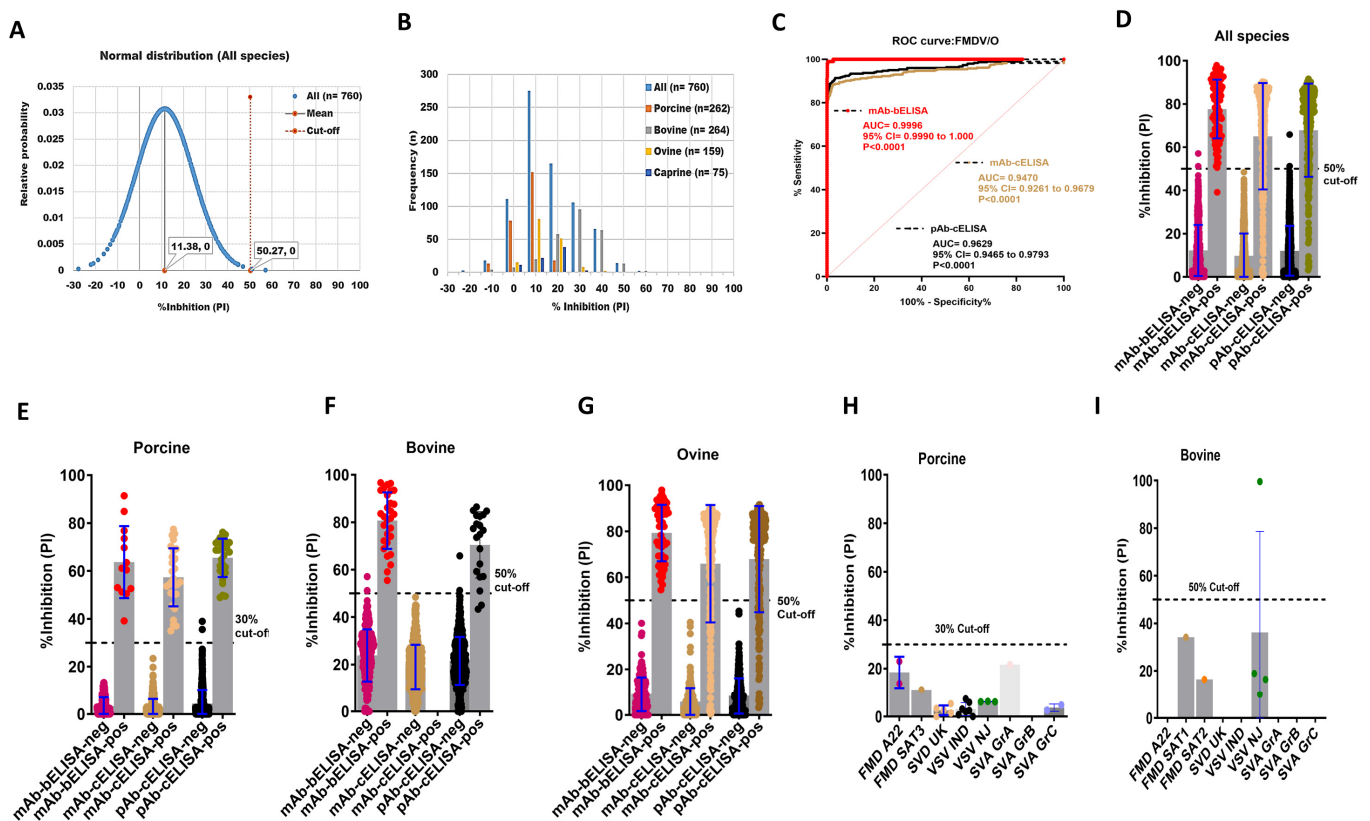 A
Normal distribution (All species)
0.035
0.03
0.025
0.02
0.015
0.01
0.005
0
Relative probability
All (n= 760)
Mean
Cut-off
11.38, 0
50.27, 0
-30 -20 -10 0 10 20 30 40 50 60 70 80 90 100
%Inbhition (PI)
B
300
250
200
150
100
50
0
Frequency (n)
All (n= 760)
Porcine (n=262)
Bovine (n= 264)
Ovine (n= 159)
Caprine (n= 75)
-30 -20 -10 0 10 20 30 40 50 60 70 80 90 100
% Inhibition (PI)
C
ROC curve:FMDV/O
100
80
60
40
20
0
% Sensitivity
mAb-bELISA
AUC= 0.9996
95% CI= 0.9990 to 1.000
P<0.0001
mAb-cELISA
AUC= 0.9470
95% CI= 0.9261 to 0.9679
P<0.0001
pAb-cELISA
AUC= 0.9629
95% CI= 0.9465 to 0.9793
P<0.0001
0 20 40 60 80 100
100% - Specificity%
D
All species
100
80
60
40
20
0
%Inhibition (PI)
50%
cut-off
mAb-bELISA-neg
mAb-bELISA-pos
mAb-cELISA-neg
mAb-cELISA-pos
pAb-cELISA-neg
pAb-cELISA-pos
E
Porcine
100
80
60
40
20
0
%Inhibition (PI)
30%
cut-off
mAb-bELISA-neg
mAb-bELISA-pos
mAb-cELISA-neg
mAb-cELISA-pos
pAb-cELISA-neg
pAb-cELISA-pos
F
Bovine
100
80
60
40
20
0
%Inhibition (PI)
50%
cut-off
mAb-bELISA-neg
mAb-bELISA-pos
mAb-cELISA-neg
mAb-cELISA-pos
pAb-cELISA-neg
pAb-cELISA-pos
G
Ovine
100
80
60
40
20
0
%Inhibition (PI)
50%
cut-off
mAb-bELISA-neg
mAb-bELISA-pos
mAb-cELISA-neg
mAb-cELISA-pos
pAb-cELISA-neg
pAb-cELISA-pos
H
Porcine
100
80
60
40
20
0
%Inhibition (PI)
30% Cut-off
FMD A22
FMD SAT3
SVD UK
VSV IND
VSV NJ
SVA GrA
SVA GrB
SVA GrC
I
Bovine
100
80
60
40
20
0
%Inhibition (PI)
50% Cut-off
FMD A22
FMD SAT1
FMD SAT2
SVD UK
VSV IND
VSV NJ
SVA GrA
SVA GrB
SVA GrC